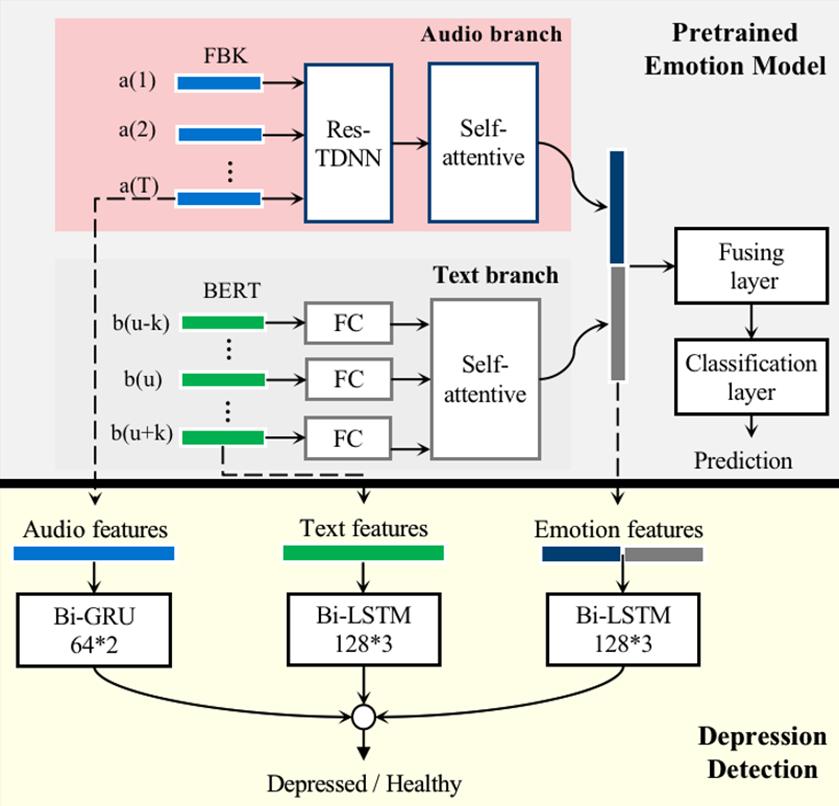 Audio branch
Pretrained
Emotion Model
FBK
a(1)
a(2)
a(T)
Res-
TDNN
Self-
attentive
Text branch
BERT
b(u-k)
b(u)
b(u+k)
FC
FC
FC
Self-
attentive
Fusing
layer
Classification
layer
Prediction
Audio features
Text features
Emotion features
Bi-GRU
64*2
Bi-LSTM
128*3
Bi-LSTM
128*3
Depressed / Healthy
Depression
Detection